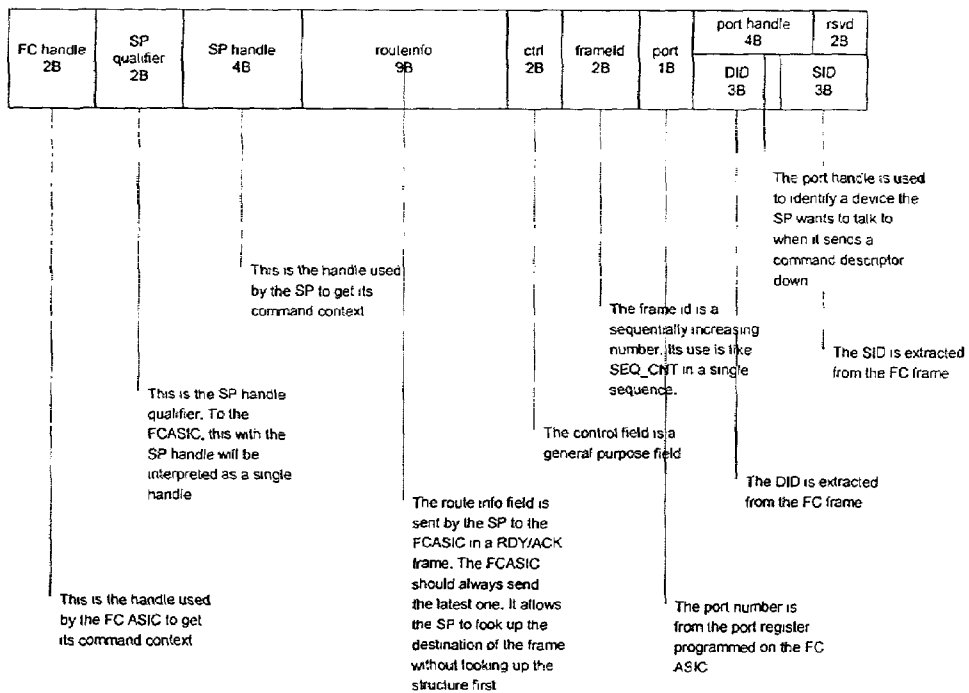 FC handle
2B
SP
qualifier
2B
SP handle
4B
routeinfo
9B
ctrl
2B
frameId
2B
port
1B
port handle
4B
rsvd
2B
DID
3B
SID
3B
The port handle is used
to identify a device the
SP wants to talk to
when it sends a
command descriptor
down
This is the handle used
by the SP to get its
command context
The frame id is a
sequentially increasing
number. Its use is like
SEQ_CNT in a single
sequence.
The SID is extracted
from the FC frame
This is the SP handle
qualifier. To the
FCASIC, this with the
SP handle will be
interpreted as a single
handle
The control field is a
general purpose field
The DID is extracted
from the FC frame
The route info field is
sent by the SP to the
FCASIC in a RDY/ACK
frame. The FCASIC
should always send
the latest one. It allows
the SP to look up the
destination of the frame
without looking up the
structure first
This is the handle used
by the FC ASIC to get
its command context
The port number is
from the port register
programmed on the FC
ASIC